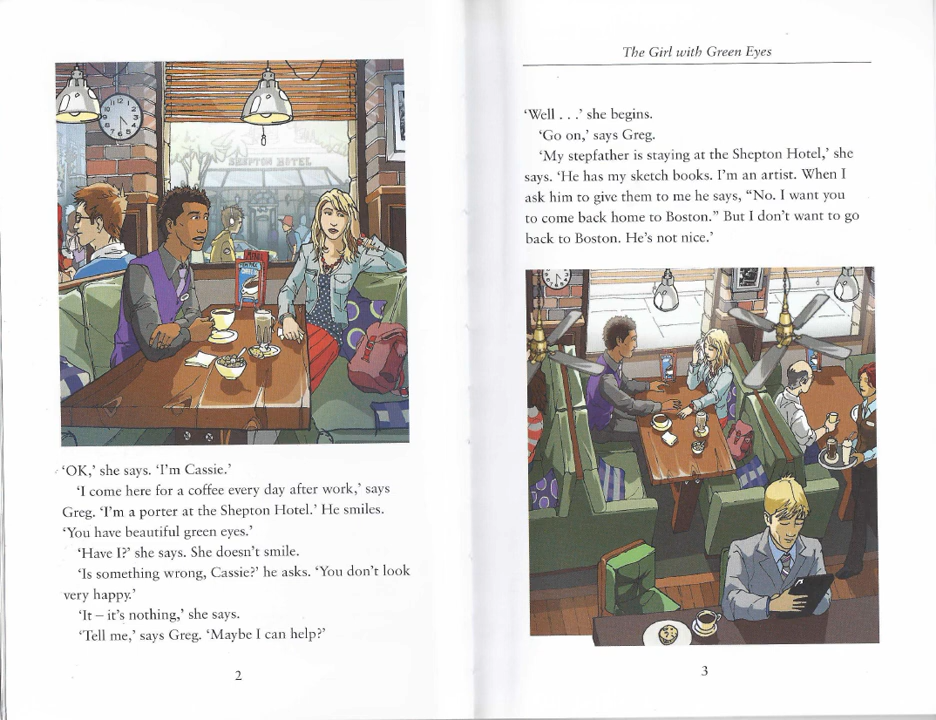 SHEPTON HOTEL
‘OK,’ she says. ‘I’m Cassie.’
‘I come here for a coffee every day after work,’ says
Greg. ‘I’m a porter at the Shepton Hotel.’ He smiles.
‘You have beautiful green eyes.’
‘Have I?’ she says. She doesn’t smile.
‘Is something wrong, Cassie?’ he asks. ‘You don’t look
very happy.’
‘It – it’s nothing,’ she says.
‘Tell me,’ says Greg. ‘Maybe I can help?’
2
The Girl with Green Eyes
‘Well . . .’ she begins.
‘Go on,’ says Greg.
‘My stepfather is staying at the Shepton Hotel,’ she
says. ‘He has my sketch books. I’m an artist. When I
ask him to give them to me he says, “No. I want you
to come back home to Boston.” But I don’t want to go
back to Boston. He’s not nice.’
3